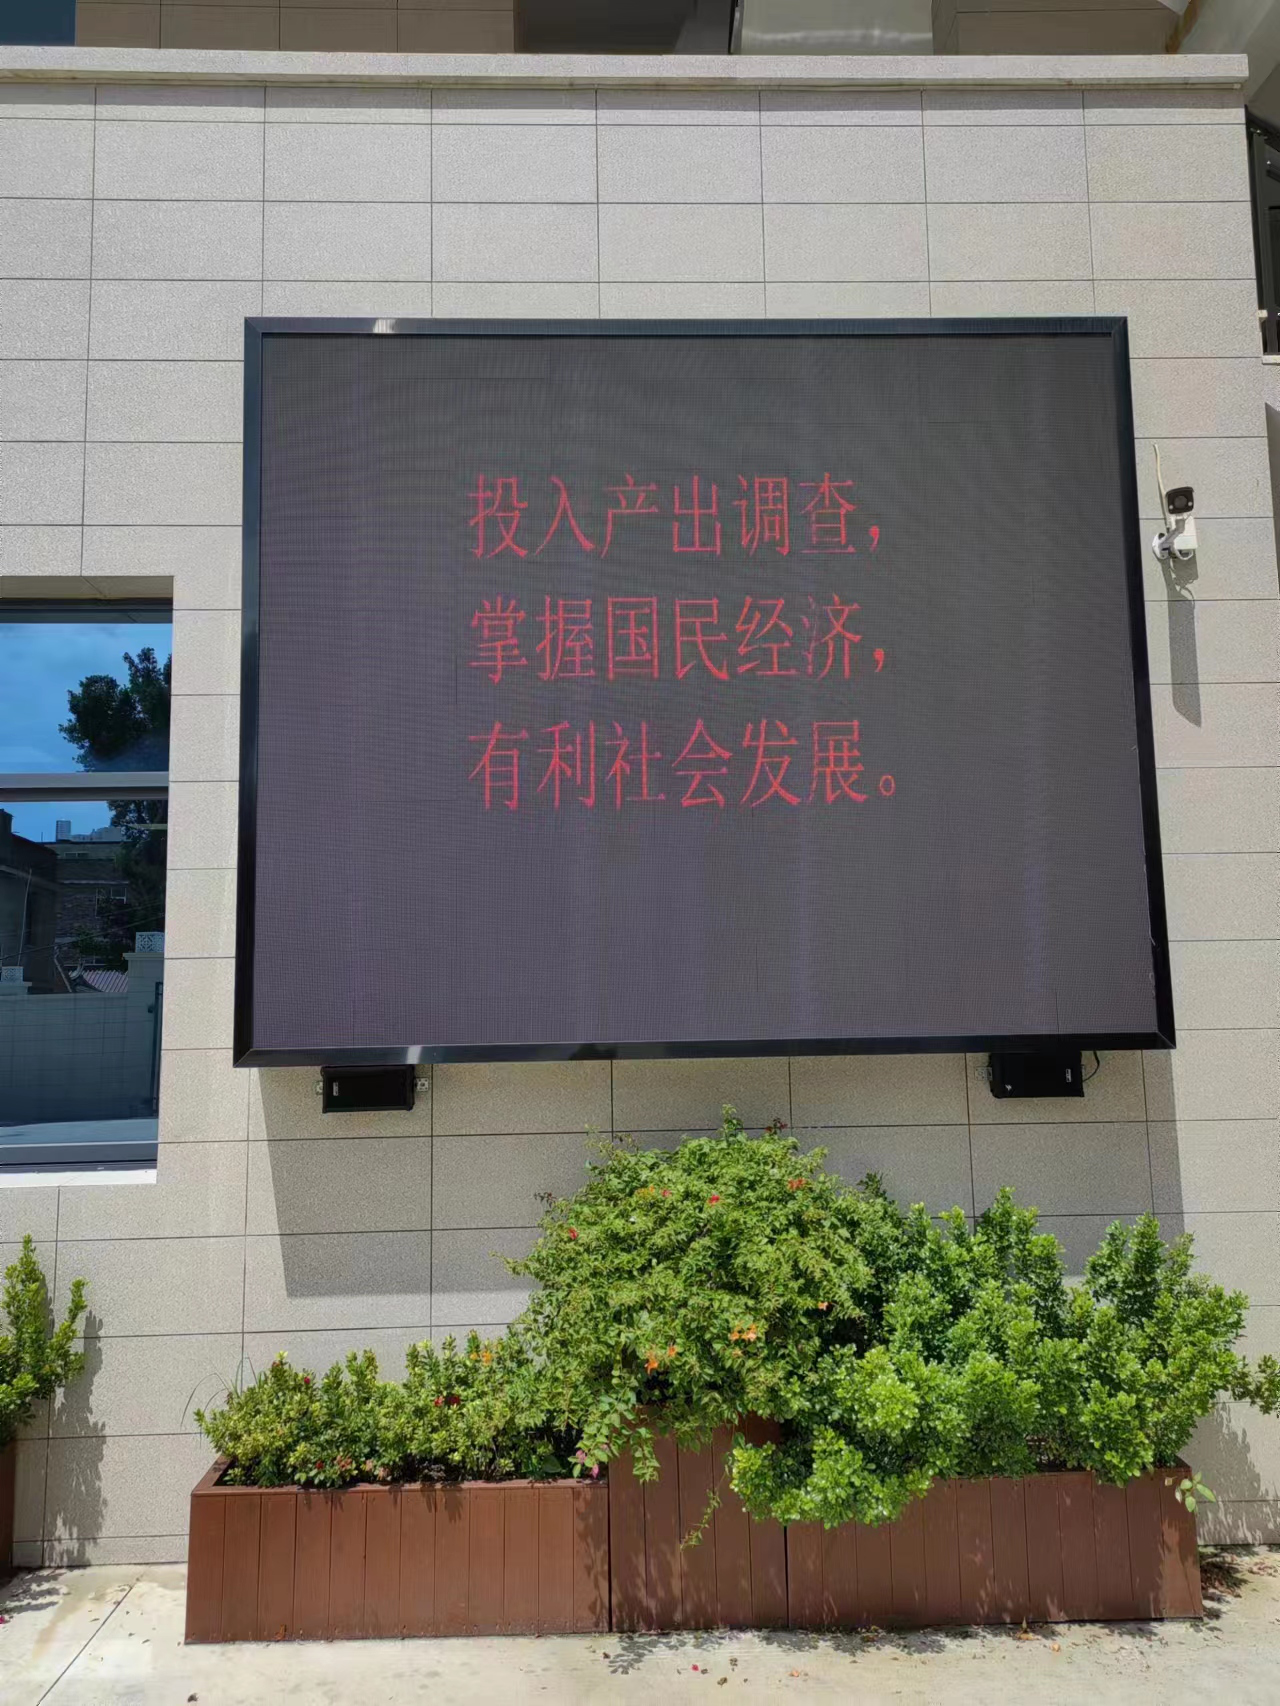 投入产出调查，
掌握国民经济，
有利社会发展。